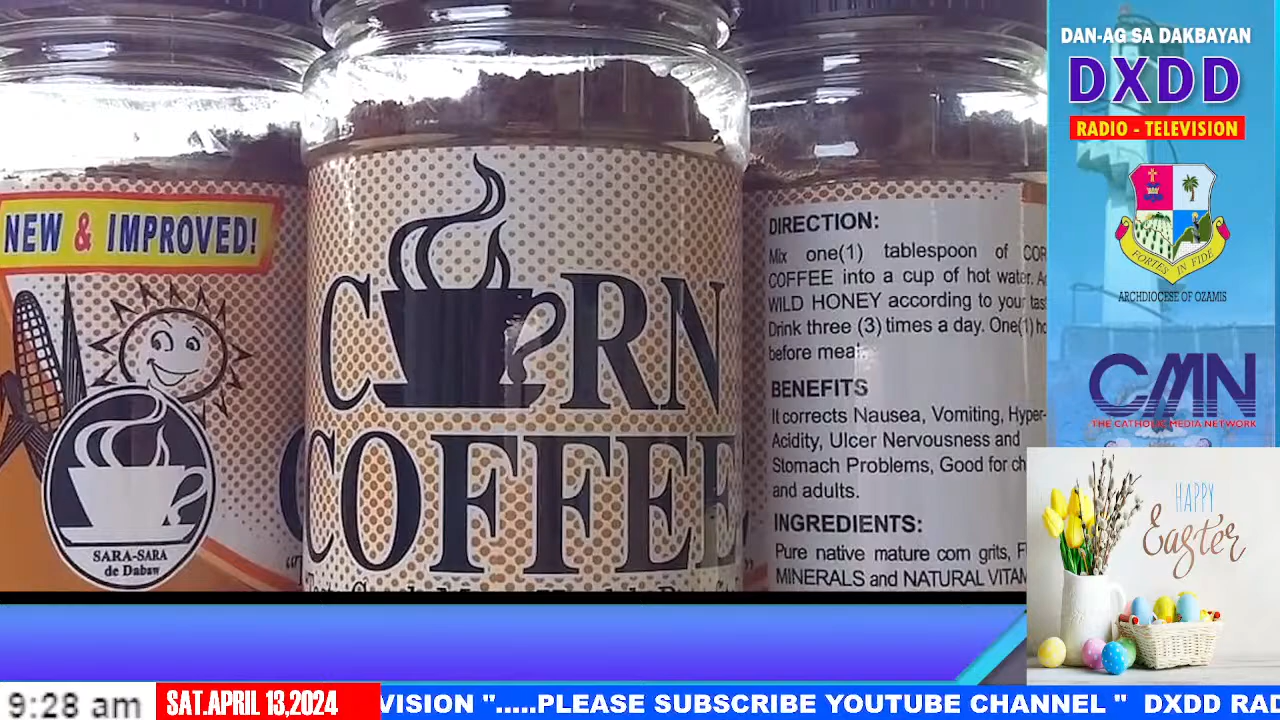 NEW & IMPROVED!
SARA-SARA
de Dabaw
CORN
COFFEE
DIRECTION:
Mix one(1) tablespoon of
COFFEE into a cup of hot water.
WILD HONEY according to your
Drink three (3) times a day. One(1)
before meal.
BENEFITS
It corrects Nausea, Vomiting, Hyper-
Acidity, Ulcer Nervousness and
Stomach Problems, Good for
and adults.
INGREDIENTS:
Pure native mature corn grits,
MINERALS and NATURAL
DAN-AG SA DAKBAYAN
DXDD
RADIO - TELEVISION
FORTES IN FIDE
ARCHDIOCESE OF OZAMIS
CMN
THE CATHOLIC MEDIA NETWORK
HAPPY
Easter
9:28 am
SAT.APRIL 13,2024
VISION ".....PLEASE SUBSCRIBE YOUTUBE CHANNEL " DXDD